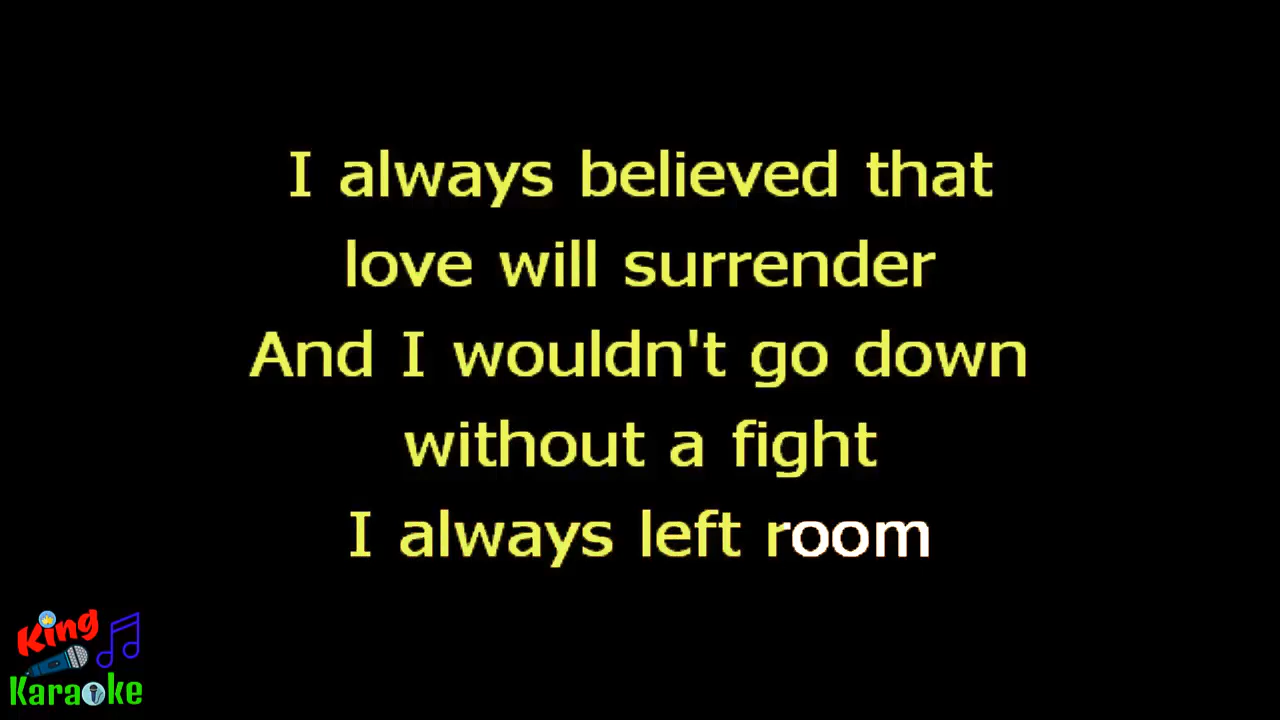 I always believed that
love will surrender
And I wouldn't go down
without a fight
I always left room
King
Karaoke